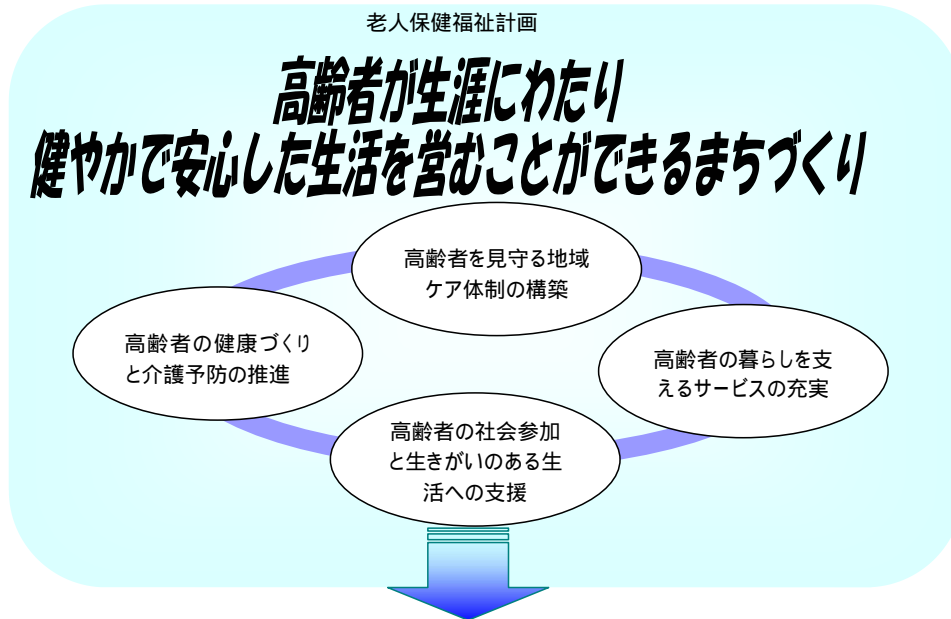 老人保健福祉計画
高齢者が生涯にわたり
健やかで安心した生活を営むことができるまちづくり
高齢者を見守る地域
ケア体制の構築
高齢者の健康づくり
と介護予防の推進
高齢者の暮らしを支
えるサービスの充実
高齢者の社会参加
と生きがいのある生
活への支援